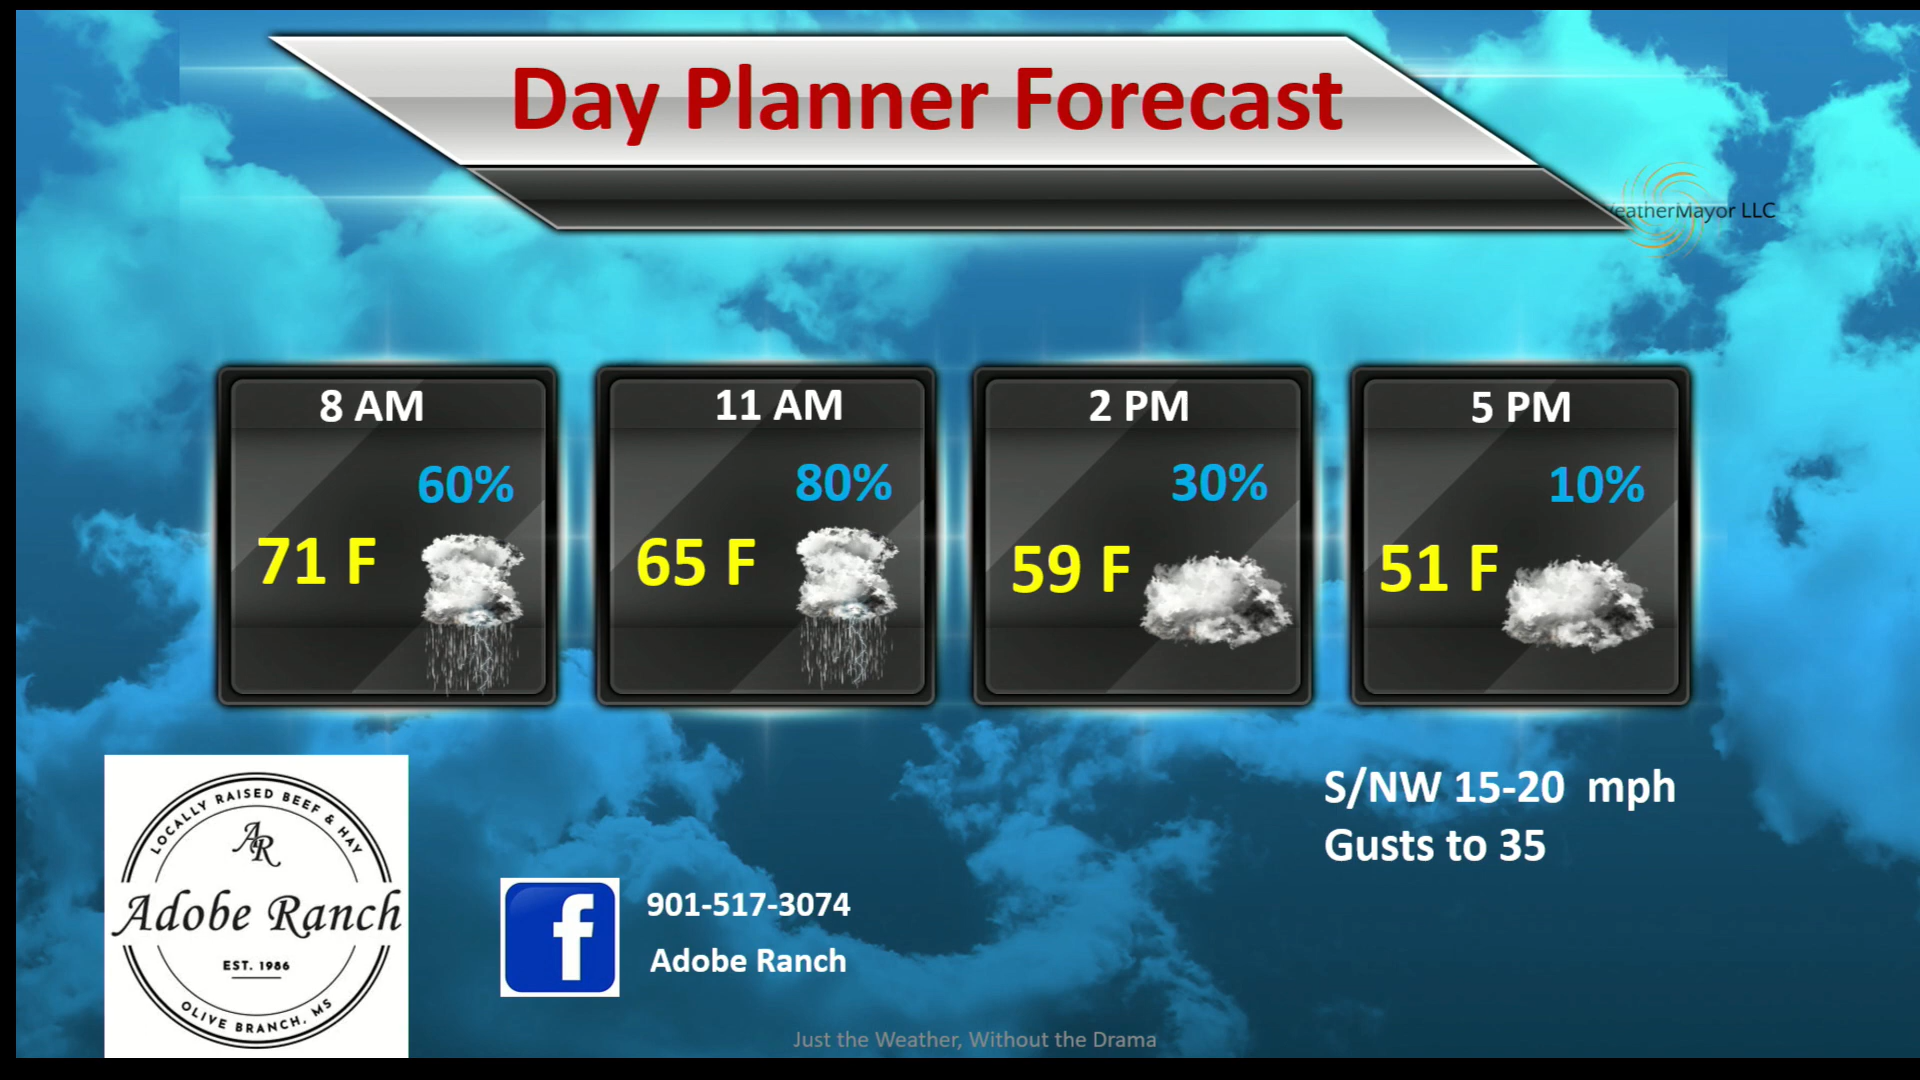 Day Planner Forecast
WeatherMayor LLC
8 AM
60%
71 F
11 AM
80%
65 F
2 PM
30%
59 F
5 PM
10%
51 F
S/NW 15-20 mph
Gusts to 35
LOCALLY RAISED BEEF & HAY
AR
Adobe Ranch
EST. 1986
OLIVE BRANCH, MS
f
901-517-3074
Adobe Ranch
Just the Weather, Without the Drama